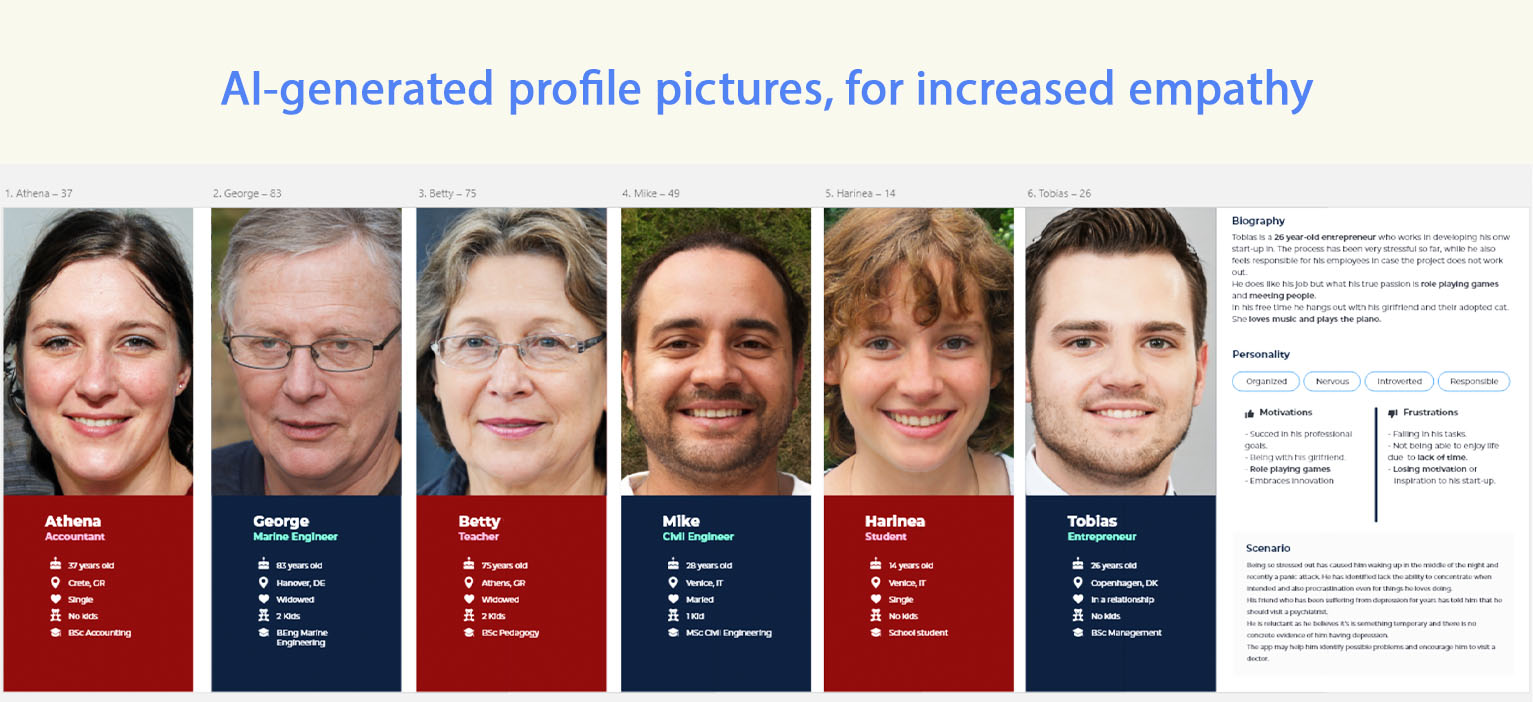 AI-generated profile pictures, for increased empathy
1. Athena – 37
2. George – 83
3. Betty – 75
4. Mike – 49
5. Harinea – 14
6. Tobias – 26
Athena
Accountant
37 years old
Crete, GR
Single
No kids
BSc Accounting
George
Marine Engineer
83 years old
Hanover, DE
Widowed
2 Kids
BEng Marine
Engineering
Betty
Teacher
75 years old
Athens, GR
Widowed
2 Kids
BSc Pedagogy
Mike
Civil Engineer
28 years old
Venice, IT
Maried
1 Kid
MSc Civil Engineering
Harinea
Student
14 years old
Venice, IT
Single
No kids
School student
Tobias
Entrepreneur
26 years old
Copenhagen, DK
In a relationship
No kids
BSc Management
Biography
Tobias is a 26 year-old entrepreneur who works in developing his onw
start-up in. The process has been very stressful so far, while he also
feels responsible for his employees in case the project does not work
out.
He does like his job but what his true passion is role playing games
and meeting people.
In his free time he hangs out with his girlfriend and their adopted cat.
She loves music and plays the piano.
Personality
Organized
Nervous
Introverted
Responsible
Motivations
- Succed in his professional
goals.
- Being with his girlfriend.
- Role playing games
- Embraces innovation
Frustrations
- Failing in his tasks.
- Not being able to enjoy life
due to lack of time.
- Losing motivation or
inspiration to his start-up.
Scenario
Being so stressed out has caused him waking up in the middle of the night and
recently a panic attack. He has identified lack the ability to concentrate when
intended and also procrastination even for things he loves doing.
His friend who has been suffering from depression for years has told him that he
should visit a psychiatrist.
He is reluctant as he believes it's is something temporary and there is no
concrete evidence of him having depression.
The app may help him identify possible problems and encourage him to visit a
doctor.